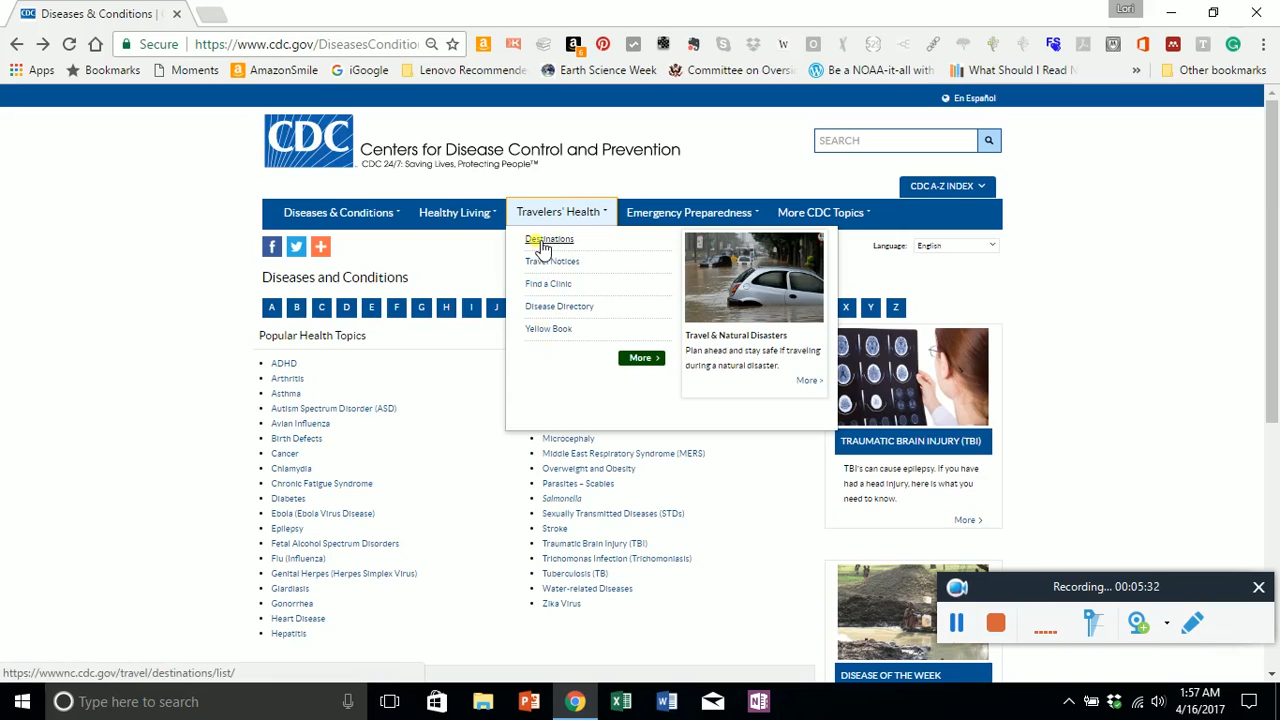 Diseases & Conditions |
Lori
Secure
https://www.cdc.gov/DiseasesConditio
6
Apps
Bookmarks
Moments
AmazonSmile
iGoogle
Lenovo Recommende
Earth Science Week
Committee on Oversi
Be a NOAA-it-all with
What Should I Read N
»
Other bookmarks
En Español
CDC
Centers for Disease Control and Prevention
CDC 24/7: Saving Lives, Protecting People™
SEARCH
CDC A-Z INDEX
Diseases & Conditions
Healthy Living
Travelers' Health
Emergency Preparedness
More CDC Topics
Destinations
Travel Notices
Find a Clinic
Disease Directory
Yellow Book
More >
Travel & Natural Disasters
Plan ahead and stay safe if traveling
during a natural disaster.
More >
Language:
English
Diseases and Conditions
A B C D E F G H I J
X Y Z
Popular Health Topics
ADHD
Arthritis
Asthma
Autism Spectrum Disorder (ASD)
Avian Influenza
Birth Defects
Cancer
Chlamydia
Chronic Fatigue Syndrome
Diabetes
Ebola (Ebola Virus Disease)
Epilepsy
Fetal Alcohol Spectrum Disorders
Flu (Influenza)
Genital Herpes (Herpes Simplex Virus)
Giardiasis
Gonorrhea
Heart Disease
Hepatitis
Microcephaly
Middle East Respiratory Syndrome (MERS)
Overweight and Obesity
Parasites – Scabies
Salmonella
Sexually Transmitted Diseases (STDs)
Stroke
Traumatic Brain Injury (TBI)
Trichomonas Infection (Trichomoniasis)
Tuberculosis (TB)
Water-related Diseases
Zika Virus
TRAUMATIC BRAIN INJURY (TBI)
TBI's can cause epilepsy. If you have
had a head injury, here is what you
need to know.
More >
DISEASE OF THE WEEK
Recording... 00:05:32
https://wwwnc.cdc.gov/travel/destinations/list/
Type here to search
1:57 AM
4/16/2017